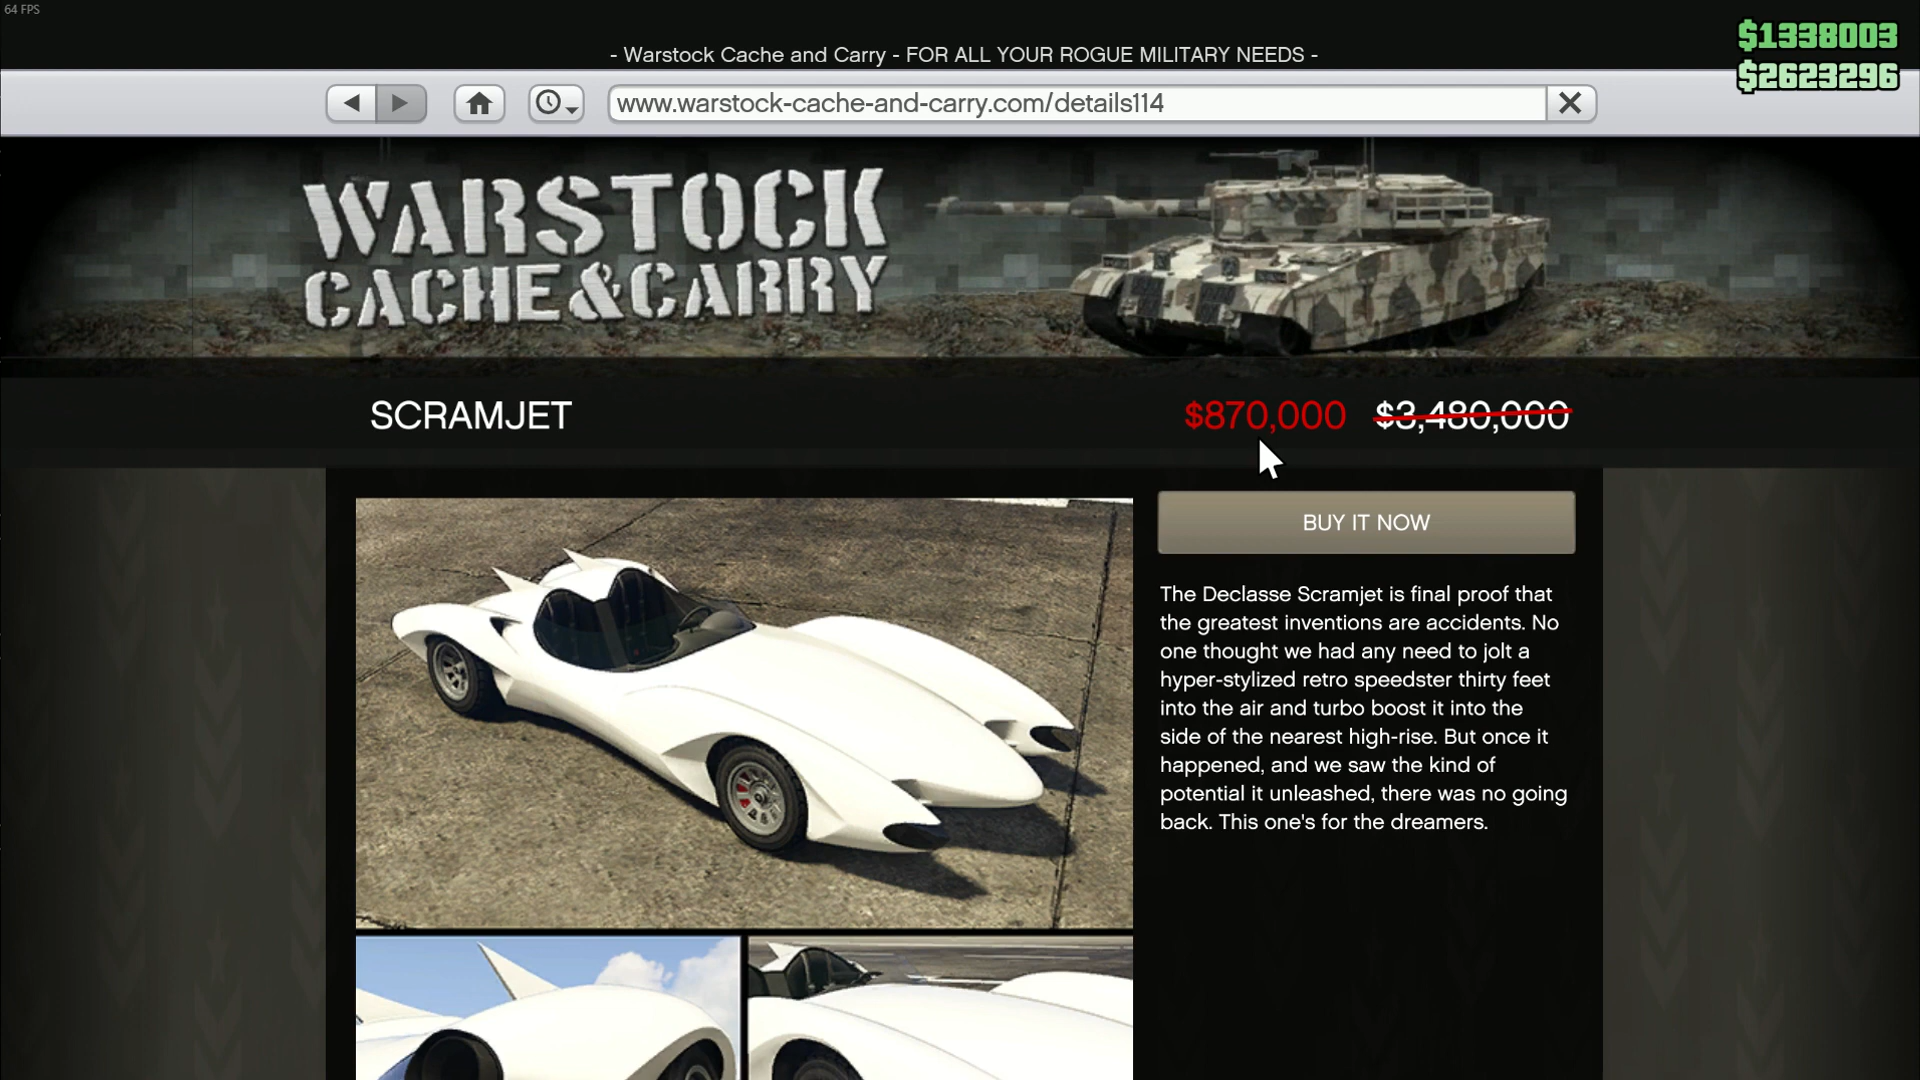 64 FPS
$1338003
- Warstock Cache and Carry - FOR ALL YOUR ROGUE MILITARY NEEDS -
$2623296
www.warstock-cache-and-carry.com/details114
WARSTOCK
CACHE&CARRY
SCRAMJET
$870,000 $3,480,000
BUY IT NOW
The Declasse Scramjet is final proof that
the greatest inventions are accidents. No
one thought we had any need to jolt a
hyper-stylized retro speedster thirty feet
into the air and turbo boost it into the
side of the nearest high-rise. But once it
happened, and we saw the kind of
potential it unleashed, there was no going
back. This one's for the dreamers.